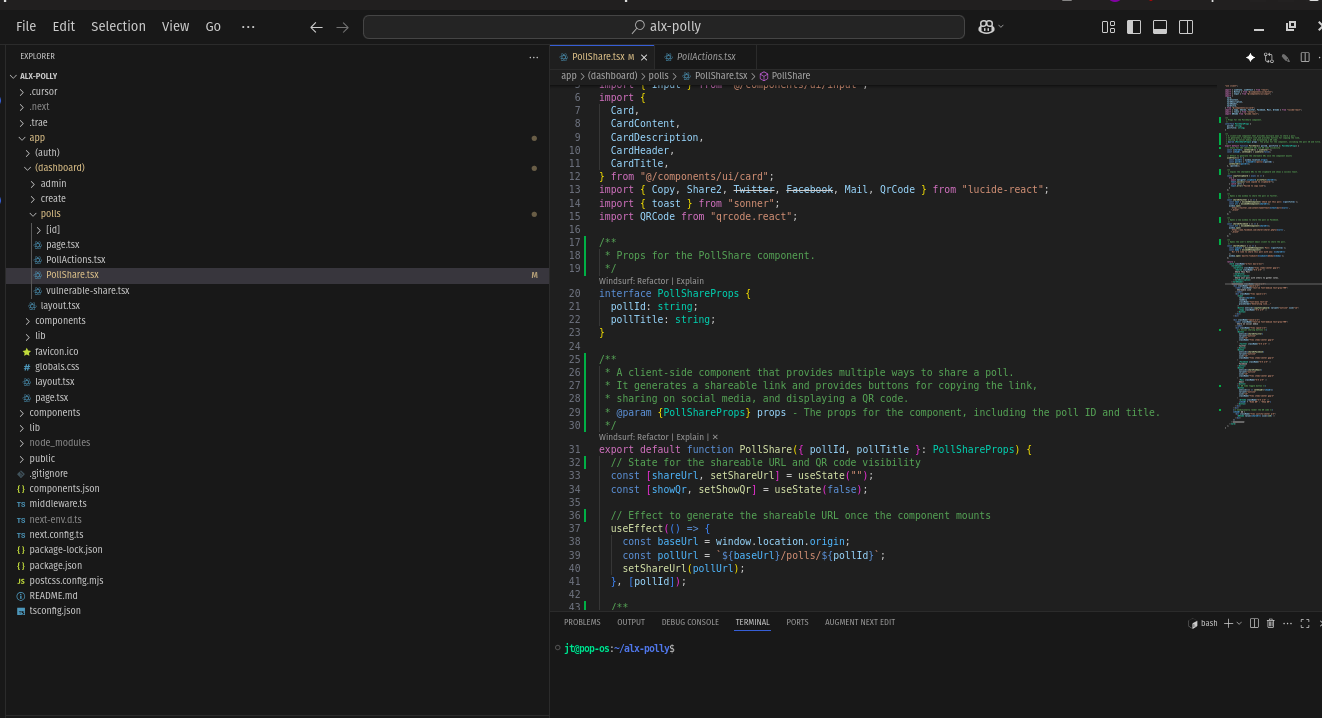 File Edit Selection View Go ··· alx-polly
EXPLORER ···
ALX-POLLY
.cursor
.next
.trae
app
(auth)
(dashboard)
admin
create
polls
[id]
page.tsx
PollActions.tsx
PollShare.tsx M
vulnerable-share.tsx
layout.tsx
components
lib
favicon.ico
globals.css
layout.tsx
page.tsx
components
lib
node_modules
public
.gitignore
components.json
middleware.ts
next-env.d.ts
next.config.ts
package-lock.json
package.json
postcss.config.mjs
README.md
tsconfig.json
PollShare.tsx M PollActions.tsx
app > (dashboard) > polls > PollShare.tsx > PollShare
5 import { Input } from "@/components/ui/input";
6 import {
7 Card,
8 CardContent,
9 CardDescription,
10 CardHeader,
11 CardTitle,
12 } from "@/components/ui/card";
13 import { Copy, Share2, Twitter, Facebook, Mail, QrCode } from "lucide-react";
14 import { toast } from "sonner";
15 import QRCode from "qrcode.react";
16
17 /**
18 * Props for the PollShare component.
19 */
Windsurf: Refactor | Explain
20 interface PollShareProps {
21 pollId: string;
22 pollTitle: string;
23 }
24
25 /**
26 * A client-side component that provides multiple ways to share a poll.
27 * It generates a shareable link and provides buttons for copying the link,
28 * sharing on social media, and displaying a QR code.
29 * @param {PollShareProps} props - The props for the component, including the poll ID and title.
30 */
Windsurf: Refactor | Explain | ×
31 export default function PollShare({ pollId, pollTitle }: PollShareProps) {
32 // State for the shareable URL and QR code visibility
33 const [shareUrl, setShareUrl] = useState("");
34 const [showQr, setShowQr] = useState(false);
35
36 // Effect to generate the shareable URL once the component mounts
37 useEffect(() => {
38 const baseUrl = window.location.origin;
39 const pollUrl = `${baseUrl}/polls/${pollId}`;
40 setShareUrl(pollUrl);
41 }, [pollId]);
42
43 /**
PROBLEMS OUTPUT DEBUG CONSOLE TERMINAL PORTS AUGMENT NEXT EDIT bash
jt@pop-os:~/alx-polly$